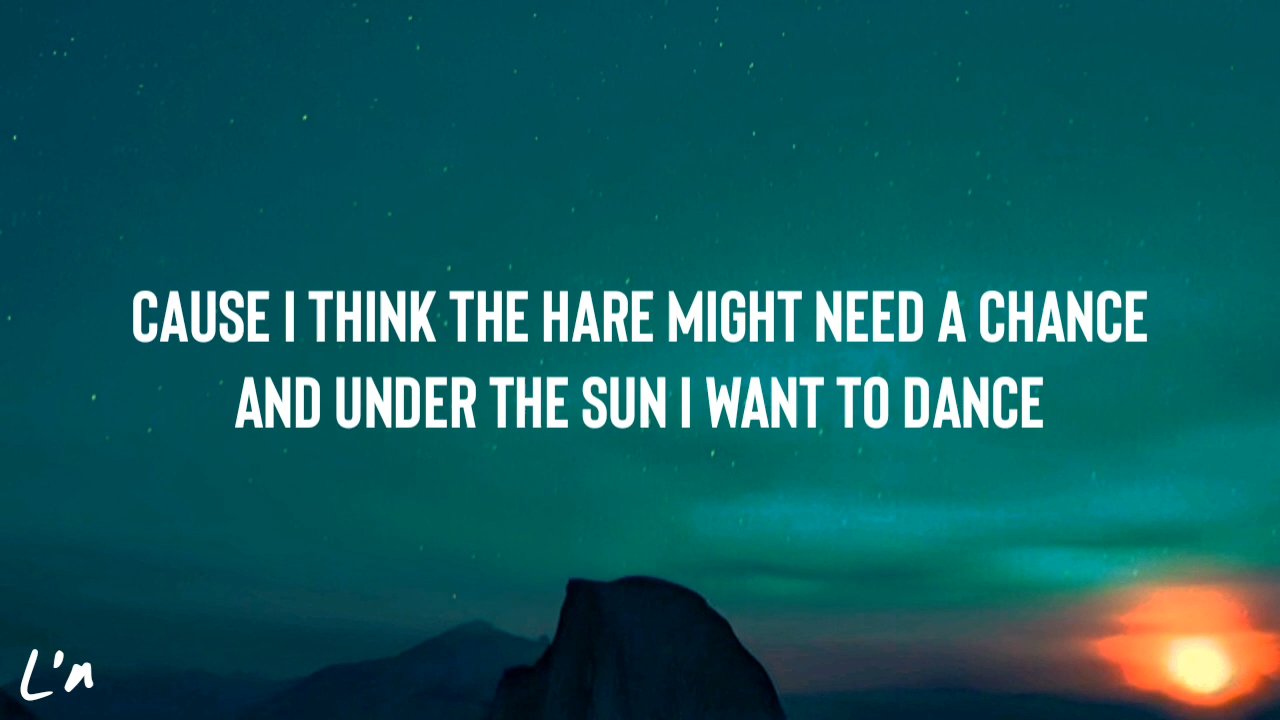 CAUSE I THINK THE HARE MIGHT NEED A CHANCE
AND UNDER THE SUN I WANT TO DANCE
L'n